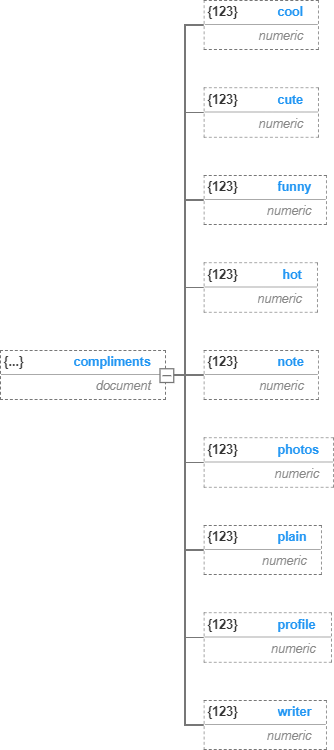 {123} cool
numeric
{123} cute
numeric
{123} funny
numeric
{123} hot
numeric
{...} compliments
document
{123} note
numeric
{123} photos
numeric
{123} plain
numeric
{123} profile
numeric
{123} writer
numeric